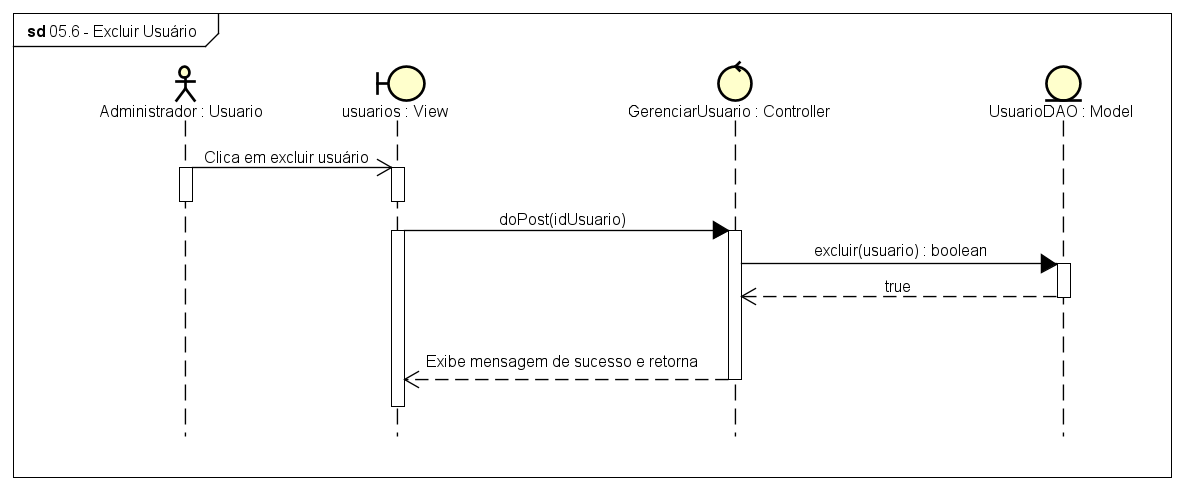 sd 05.6 - Excluir Usuário
Administrador : Usuario
usuarios : View
GerenciarUsuario : Controller
UsuarioDAO : Model
Clica em excluir usuário
doPost(idUsuario)
excluir(usuario) : boolean
true
Exibe mensagem de sucesso e retorna